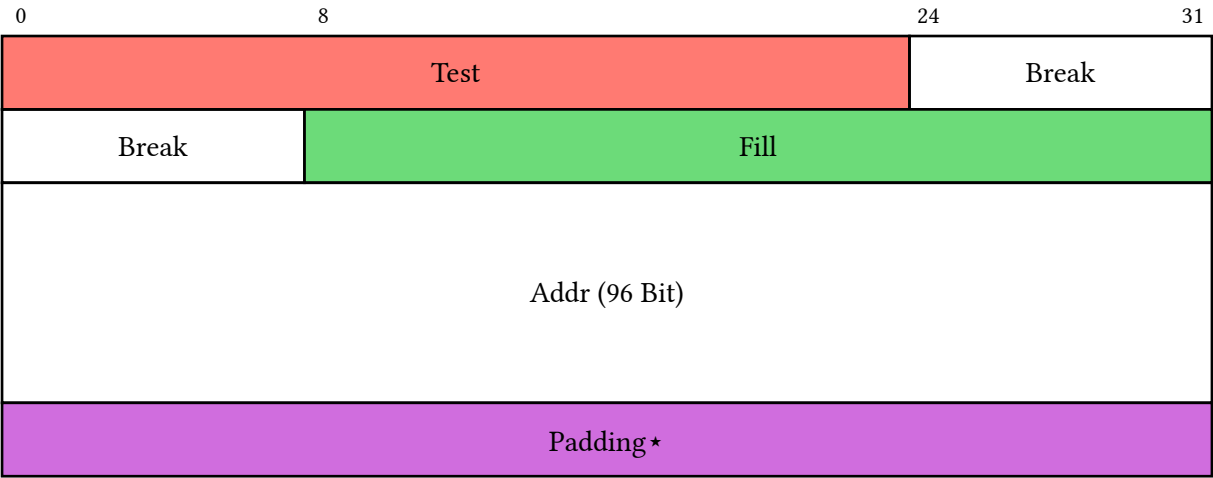 0 8 24 31
Test Break
Break Fill
Addr (96 Bit)
Padding⋆